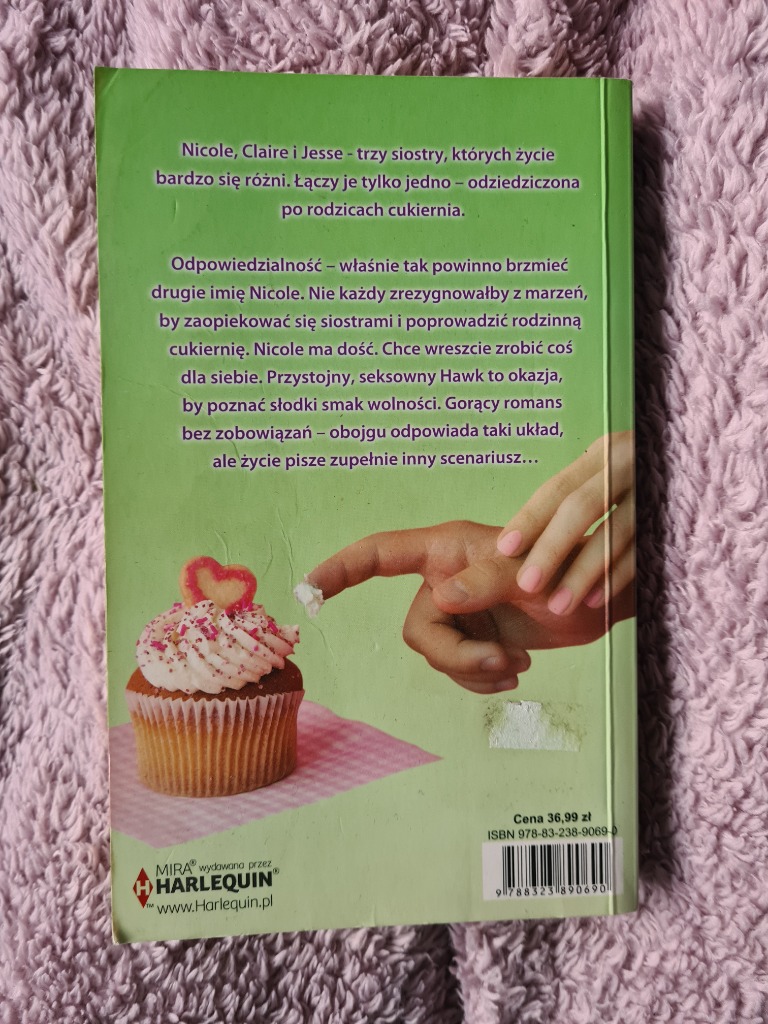 Nicole, Claire i Jesse - trzy siostry, których życie
bardzo się różni. Łączy je tylko jedno – odziedziczona
po rodzicach cukiernia.
Odpowiedzialność – właśnie tak powinno brzmieć
drugie imię Nicole. Nie każdy zrezygnowałby z marzeń,
by zaopiekować się siostrami i poprowadzić rodzinną
cukiernię. Nicole ma dość. Chce wreszcie zrobić coś
dla siebie. Przystojny, seksowny Hawk to okazja,
by poznać słodki smak wolności. Gorący romans
bez zobowiązań – obojgu odpowiada taki układ,
ale życie pisze zupełnie inny scenariusz...
Cena 36,99 zł
ISBN 978-83-238-9069-0
9 788323 890690
MIRA® wydawana przez
H HARLEQUIN®
™ www.Harlequin.pl